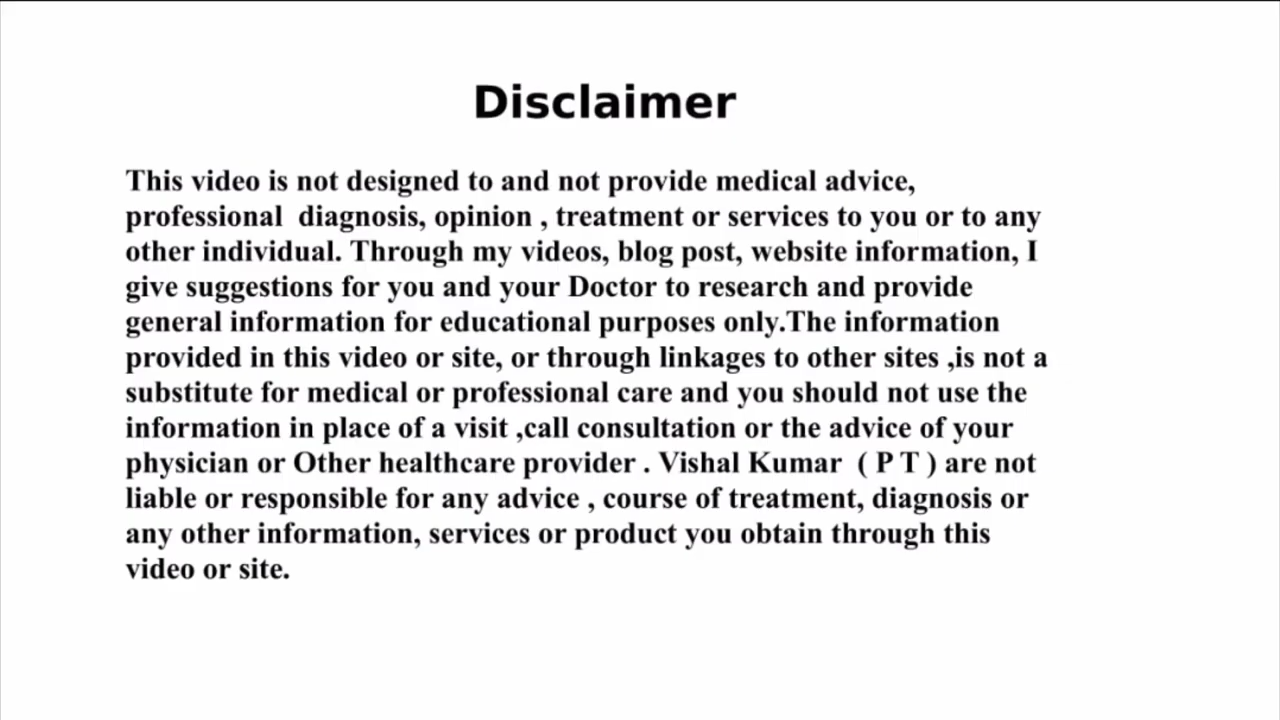 Disclaimer
This video is not designed to and not provide medical advice,
professional  diagnosis, opinion , treatment or services to you or to any
other individual. Through my videos, blog post, website information, I
give suggestions for you and your Doctor to research and provide
general information for educational purposes only.The information
provided in this video or site, or through linkages to other sites ,is not a
substitute for medical or professional care and you should not use the
information in place of a visit ,call consultation or the advice of your
physician or Other healthcare provider . Vishal Kumar  ( P T ) are not
liable or responsible for any advice , course of treatment, diagnosis or
any other information, services or product you obtain through this
video or site.